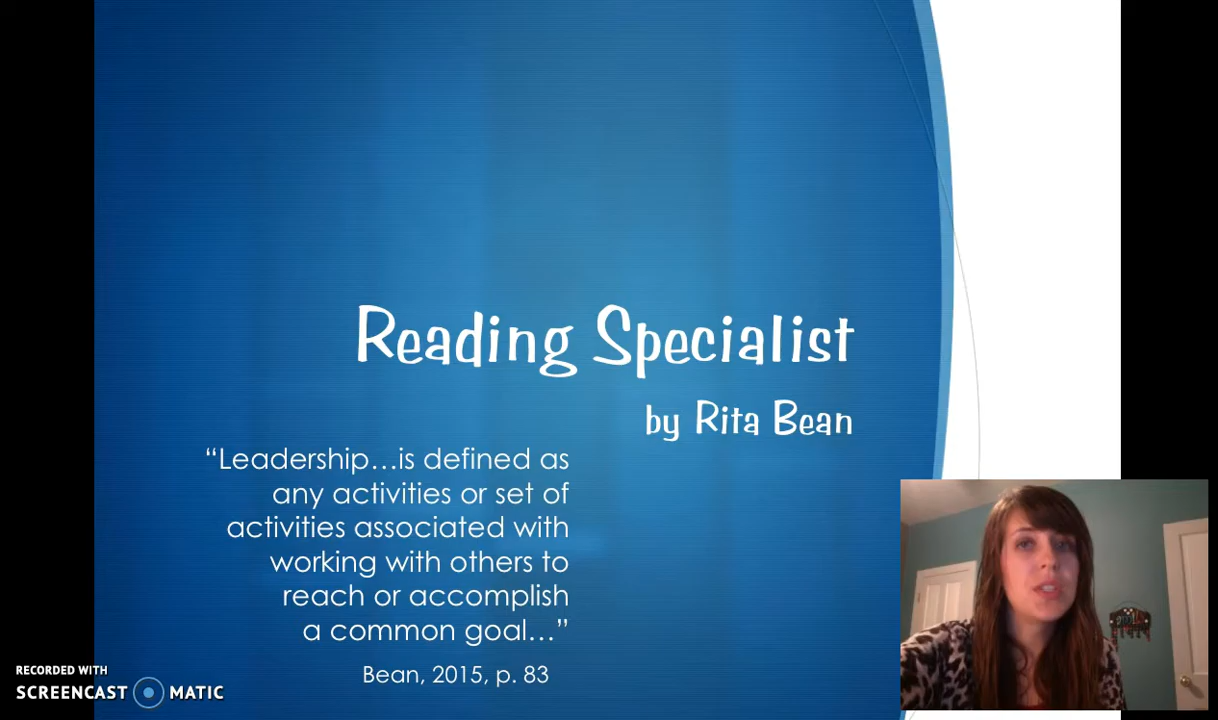 Reading Specialist
by Rita Bean
“Leadership…is defined as
any activities or set of
activities associated with
working with others to
reach or accomplish
a common goal…”
Bean, 2015, p. 83
RECORDED WITH
SCREENCAST MATIC